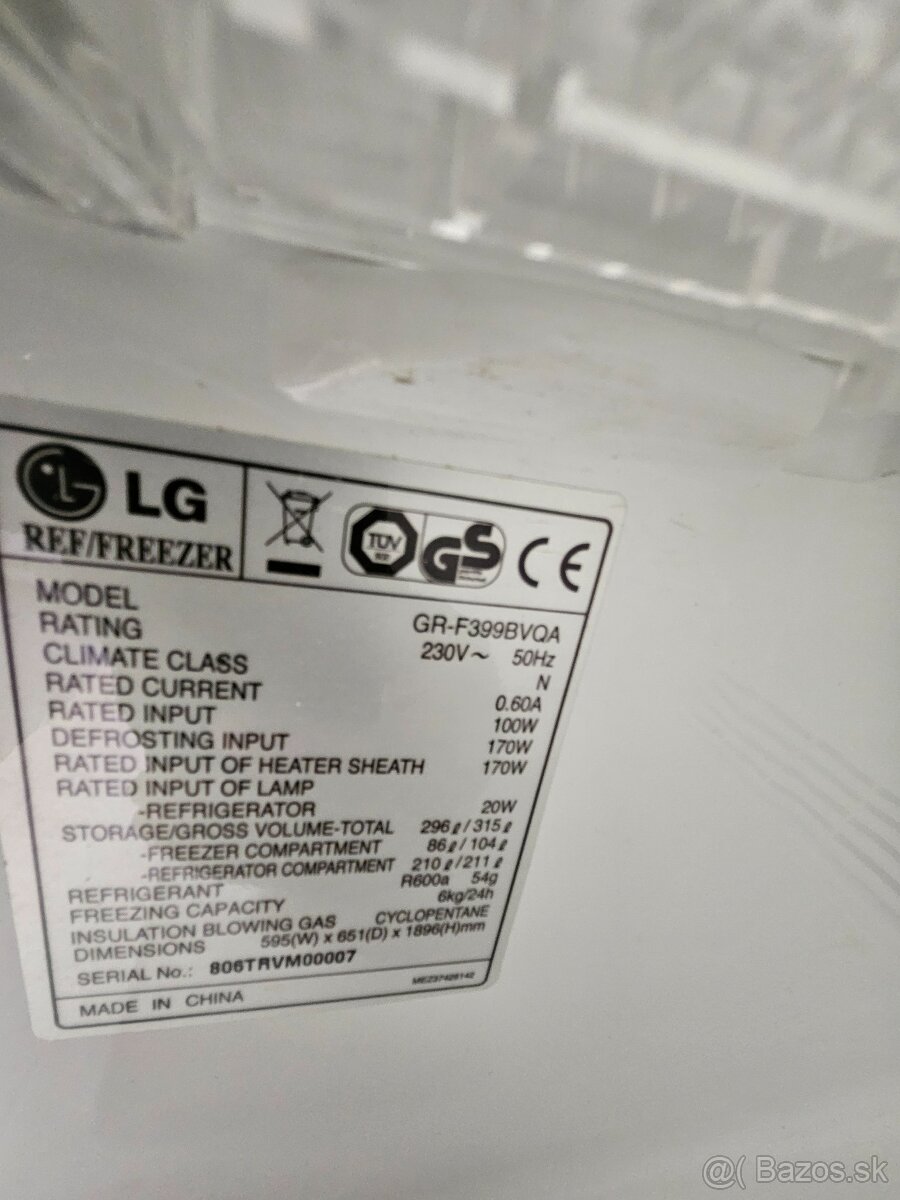 LG
REF/FREEZER
TÜV
GS
CE
MODEL GR-F399BVQA
RATING 230V~ 50Hz
CLIMATE CLASS N
RATED CURRENT 0.60A
RATED INPUT 100W
DEFROSTING INPUT 170W
RATED INPUT OF HEATER SHEATH 170W
RATED INPUT OF LAMP
-REFRIGERATOR 20W
STORAGE/GROSS VOLUME-TOTAL 296ℓ/315ℓ
-FREEZER COMPARTMENT 86ℓ/104ℓ
-REFRIGERATOR COMPARTMENT 210ℓ/211ℓ
REFRIGERANT R600a 54g
FREEZING CAPACITY 6kg/24h
INSULATION BLOWING GAS CYCLOPENTANE
DIMENSIONS 595(W) x 651(D) x 1896(H)mm
SERIAL No.: 806TRVM00007
MADE IN CHINA
@( Bazos.sk